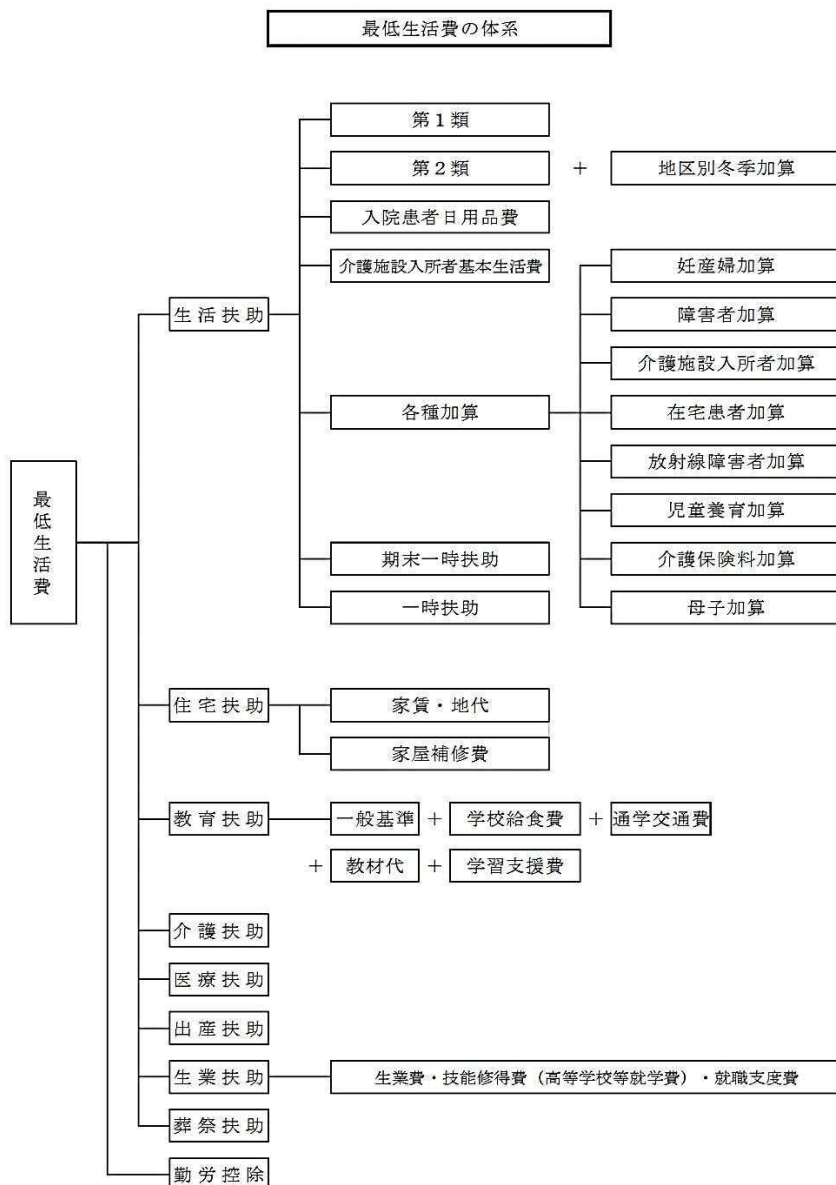 最低生活費の体系
第1類
第2類 + 地区別冬季加算
入院患者日用品費
介護施設入所者基本生活費
妊産婦加算
生活扶助
障害者加算
介護施設入所者加算
各種加算
在宅患者加算
放射線障害者加算
最低生活費
児童養育加算
期末一時扶助
介護保険料加算
一時扶助
母子加算
住宅扶助
家賃・地代
家屋補修費
教育扶助
一般基準 + 学校給食費 + 通学交通費
+ 教材代 + 学習支援費
介護扶助
医療扶助
出産扶助
生業扶助
生業費・技能修得費（高等学校等就学費）・就職支度費
葬祭扶助
勤労控除